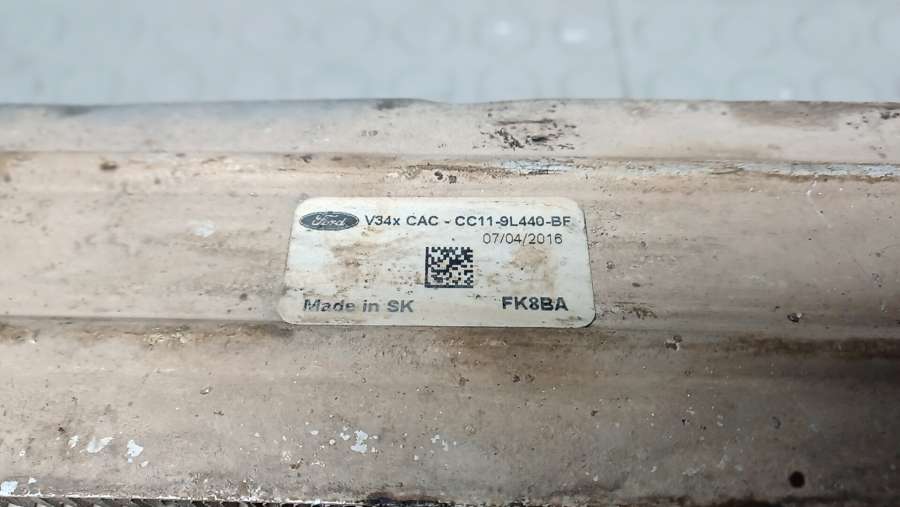 Ford V34x CAC - CC11-9L440-BF
07/04/2016
Made in SK FK8BA